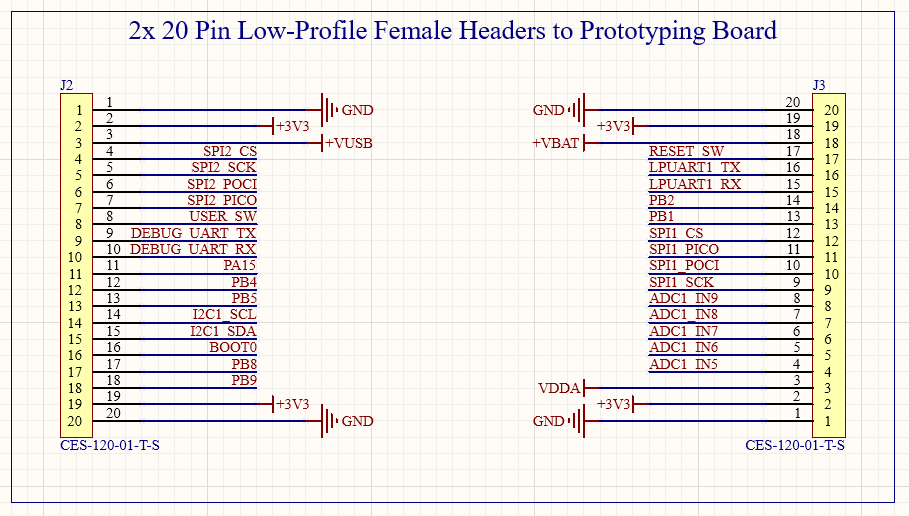 2x 20 Pin Low-Profile Female Headers to Prototyping Board
J2
1 1 GND
2 2 +3V3
3 3 +VUSB
4 4 SPI2_CS
5 5 SPI2_SCK
6 6 SPI2_POCI
7 7 SPI2_PICO
8 8 USER_SW
9 9 DEBUG_UART_TX
10 10 DEBUG_UART_RX
11 11 PA15
12 12 PB4
13 13 PB5
14 14 I2C1_SCL
15 15 I2C1_SDA
16 16 BOOT0
17 17 PB8
18 18 PB9
19 19 +3V3
20 20 GND
CES-120-01-T-S
J3
GND 20 20
+3V3 19 19
+VBAT 18 18
RESET_SW 17 17
LPUART1_TX 16 16
LPUART1_RX 15 15
PB2 14 14
PB1 13 13
SPI1_CS 12 12
SPI1_PICO 11 11
SPI1_POCI 10 10
SPI1_SCK 9 9
ADC1_IN9 8 8
ADC1_IN8 7 7
ADC1_IN7 6 6
ADC1_IN6 5 5
ADC1_IN5 4 4
VDDA 3 3
+3V3 2 2
GND 1 1
CES-120-01-T-S